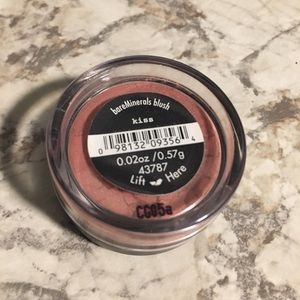 bareMinerals blush
kiss
0 98132 09356 4
0.02oz /0.57g
43787
Lift Here
CC05a